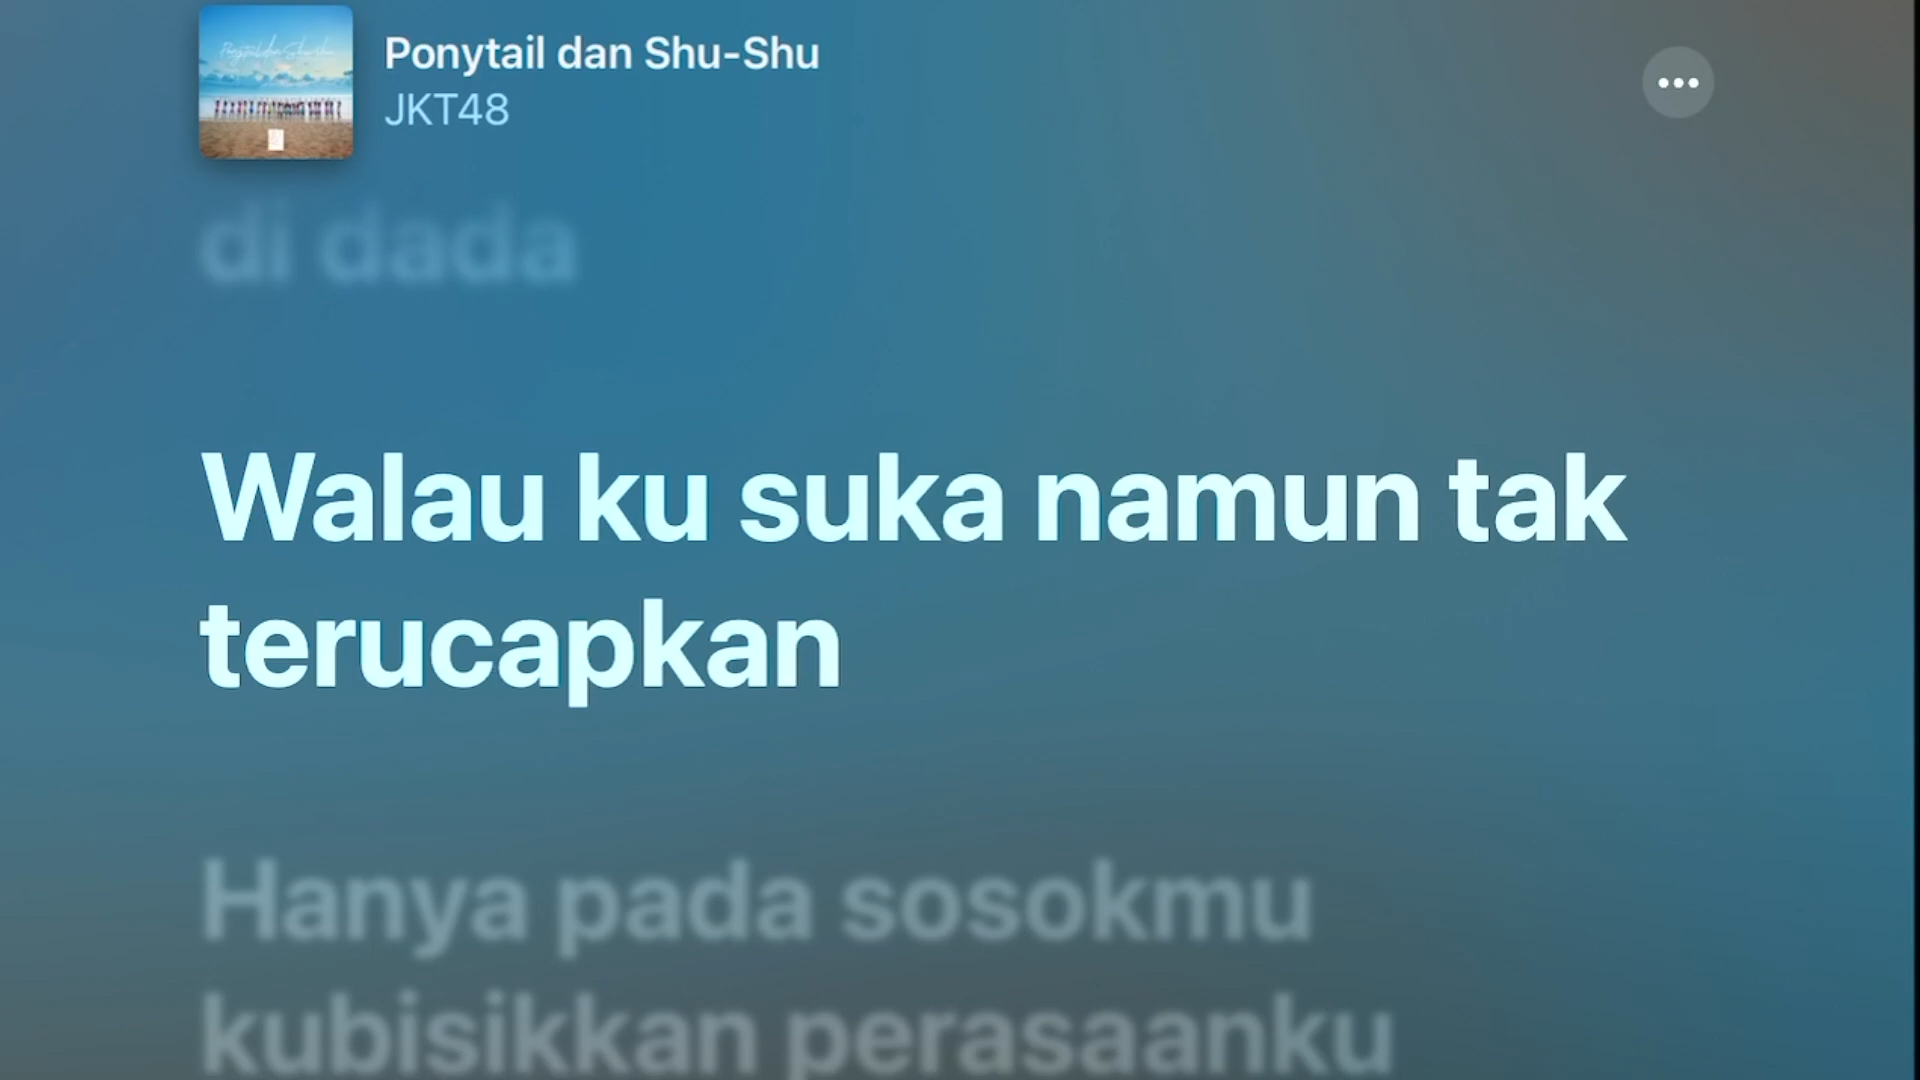 Ponytail dan Shu-Shu
JKT48
di dada
Walau ku suka namun tak
terucapkan
Hanya pada sosokmu
kubisikkan perasaanku